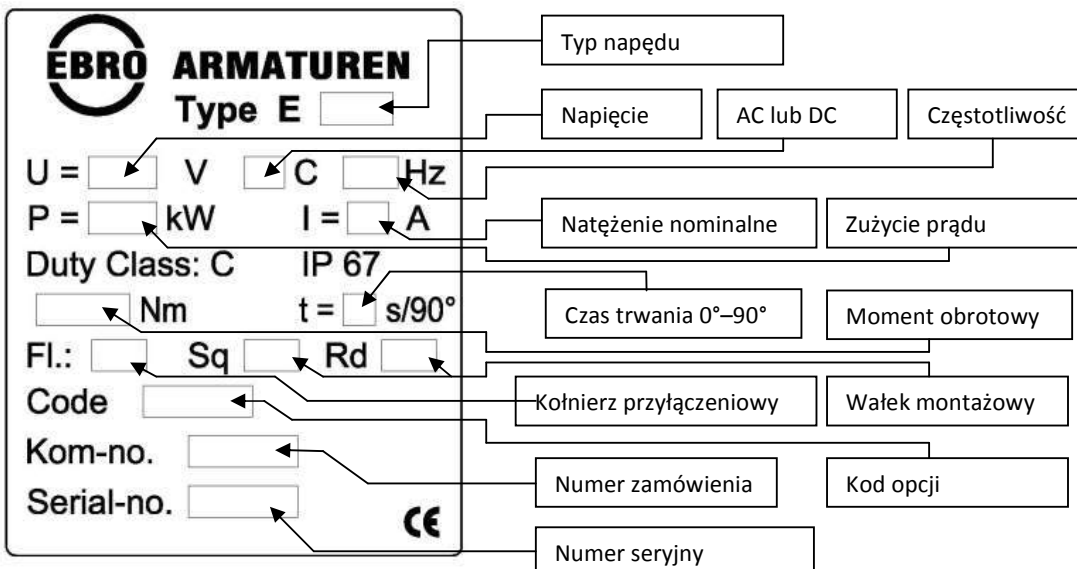 EBRO ARMATUREN
Type E
Typ napędu
Napięcie
AC lub DC
Częstotliwość
U = V C Hz
P = kW I = A
Natężenie nominalne
Zużycie prądu
Duty Class: C IP 67
Nm t = s/90°
Czas trwania 0°–90°
Moment obrotowy
Fl.: Sq Rd
Kołnierz przyłączeniowy
Wałek montażowy
Code
Kom-no.
Numer zamówienia
Kod opcji
Serial-no.
CE
Numer seryjny